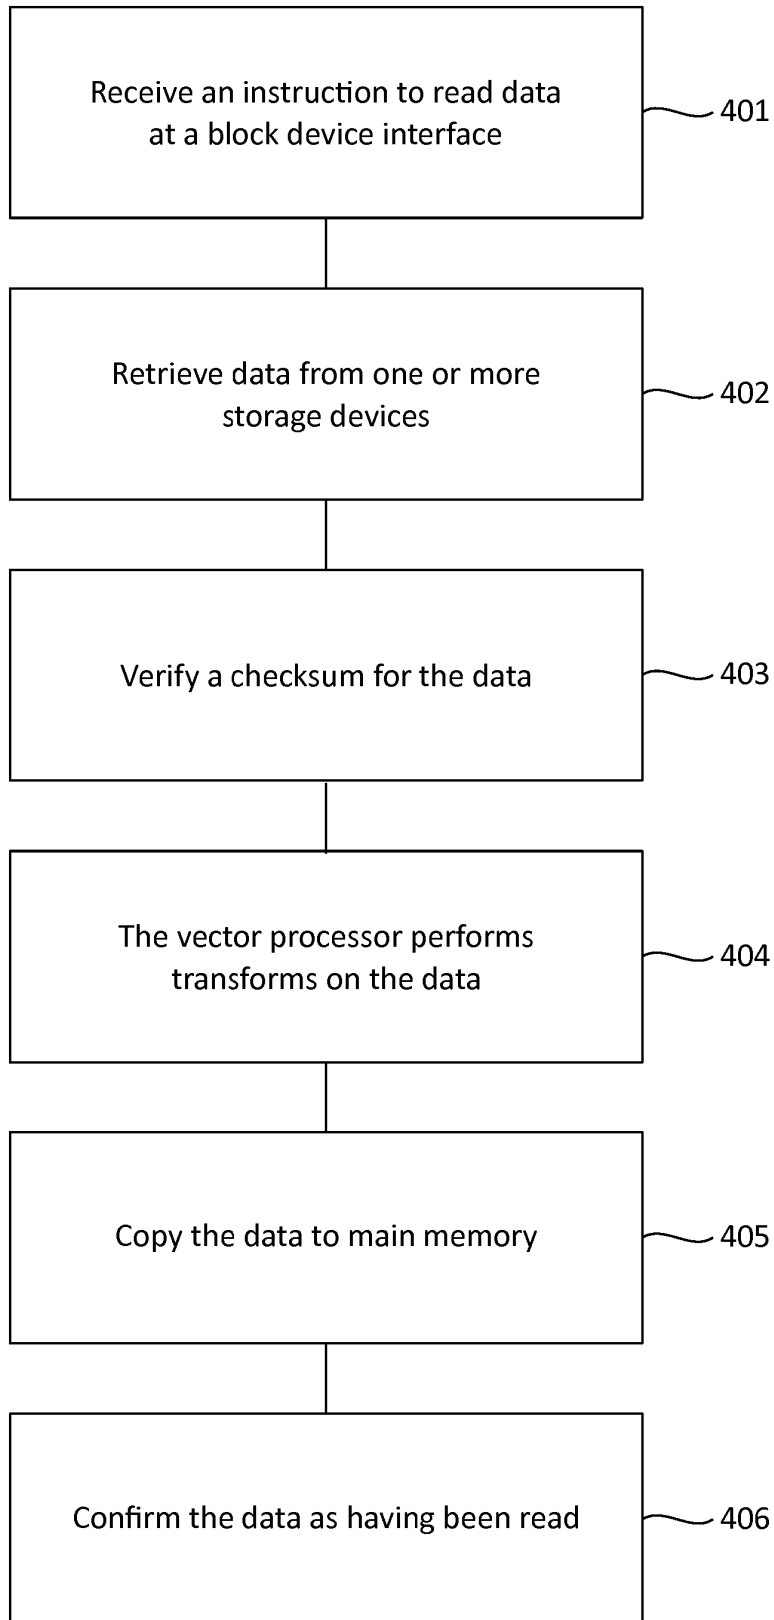 Receive an instruction to read data
at a block device interface
401
Retrieve data from one or more
storage devices
402
Verify a checksum for the data
403
The vector processor performs
transforms on the data
404
Copy the data to main memory
405
Confirm the data as having been read
406